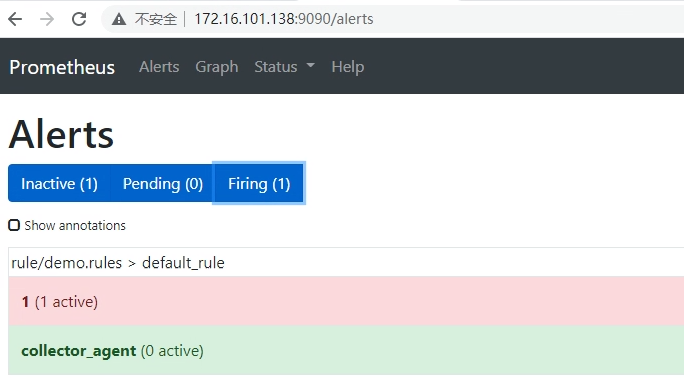 不安全 172.16.101.138:9090/alerts
Prometheus Alerts Graph Status Help
Alerts
Inactive (1) Pending (0) Firing (1)
Show annotations
rule/demo.rules > default_rule
1 (1 active)
collector_agent (0 active)